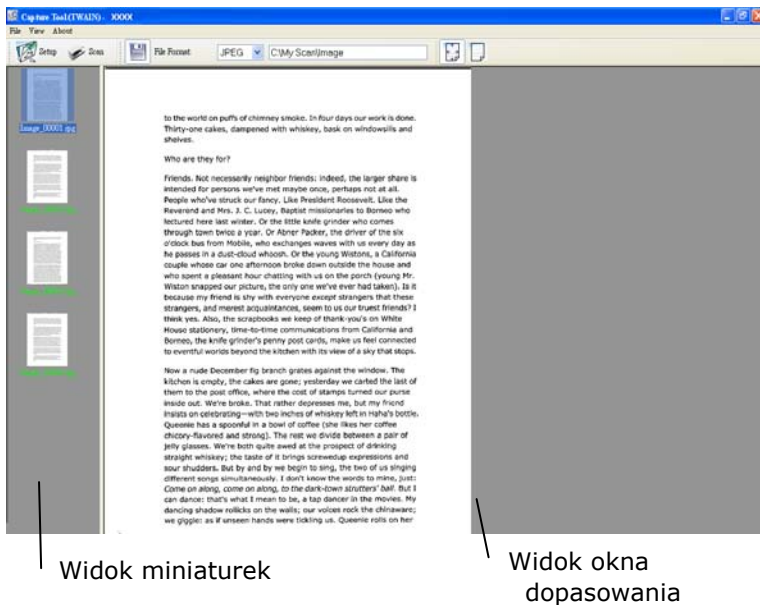 Capture Tool(TWAIN) - XXXX
File View About
Setup Scan File Format JPEG C:\My Scan\Image
Image_00001.jpg
to the world on puffs of chimney smoke. In four days our work is done.
Thirty-one cakes, dampened with whiskey, bask on windowsills and
shelves.
Who are they for?
Friends. Not necessarily neighbor friends: indeed, the larger share is
intended for persons we've met maybe once, perhaps not at all.
People who've struck our fancy. Like President Roosevelt. Like the
Reverend and Mrs. J. C. Lucey, Baptist missionaries to Borneo who
lectured here last winter. Or the little knife grinder who comes
through town twice a year. Or Abner Packer, the driver of the six
o'clock bus from Mobile, who exchanges waves with us every day as
he passes in a dust-cloud whoosh. Or the young Wistons, a California
couple whose car one afternoon broke down outside the house and
who spent a pleasant hour chatting with us on the porch (young Mr.
Wiston snapped our picture, the only one we've ever had taken). Is it
because my friend is shy with everyone except strangers that these
strangers, and merest acquaintances, seem to us our truest friends? I
think yes. Also, the scrapbooks we keep of thank-you's on White
House stationery, time-to-time communications from California and
Borneo, the knife grinder's penny post cards, make us feel connected
to eventful worlds beyond the kitchen with its view of a sky that stops.
Now a nude December fig branch grates against the window. The
kitchen is empty, the cakes are gone; yesterday we carted the last of
them to the post office, where the cost of stamps turned our purse
inside out. We're broke. That rather depresses me, but my friend
insists on celebrating—with two inches of whiskey left in Haha's bottle.
Queenie has a spoonful in a bowl of coffee (she likes her coffee
chicory-flavored and strong). The rest we divide between a pair of
jelly glasses. We're both quite awed at the prospect of drinking
straight whiskey; the taste of it brings screwedup expressions and
sour shudders. But by and by we begin to sing, the two of us singing
different songs simultaneously. I don't know the words to mine, just:
Come on along, come on along, to the dark-town strutters' ball. But I
can dance: that's what I mean to be, a tap dancer in the movies. My
dancing shadow rollicks on the walls; our voices rock the chinaware;
we giggle: as if unseen hands were tickling us. Queenie rolls on her
Widok miniaturek
Widok okna
dopasowania